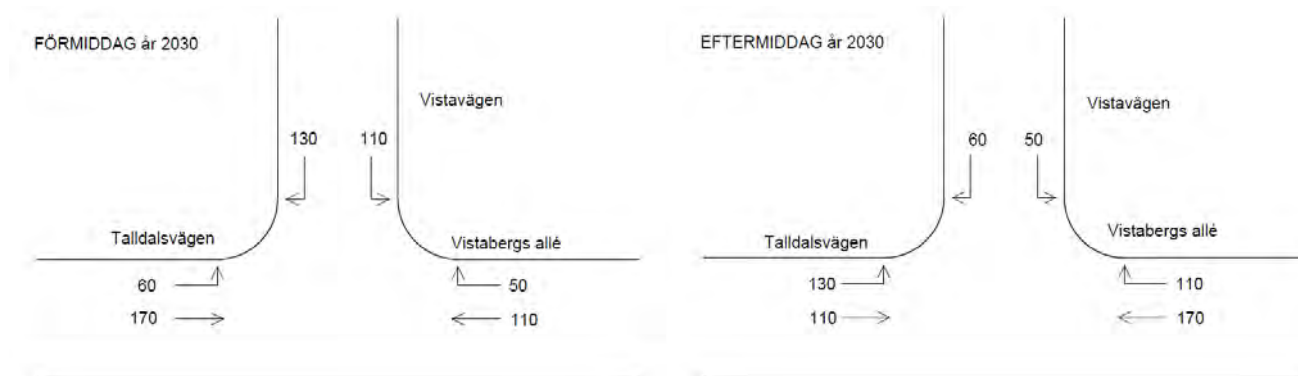 FÖRMIDDAG år 2030
Vistavägen
130 110
Talldalsvägen
Vistabergs allé
60 50
170 110
EFTERMIDDAG år 2030
Vistavägen
60 50
Talldalsvägen
Vistabergs allé
130 110
110 170